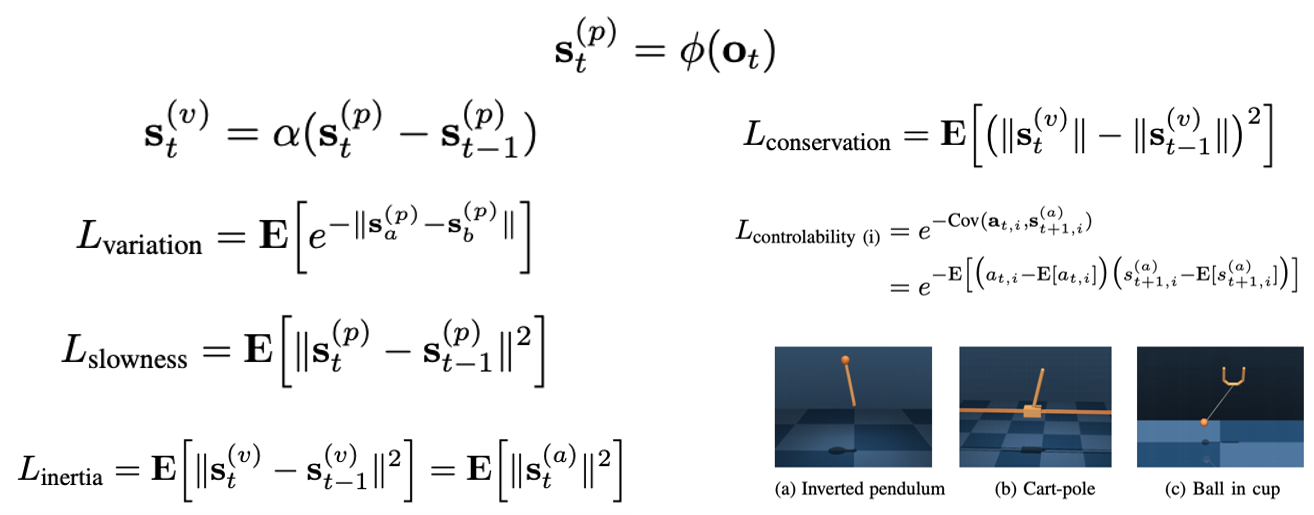 $\mathbf{s}_t^{(p)} = \phi(\mathbf{o}_t)$
$\mathbf{s}_t^{(v)} = \alpha(\mathbf{s}_t^{(p)} - \mathbf{s}_{t-1}^{(p)})$
$L_{\text{variation}} = \mathbf{E}\left[e^{-\|\mathbf{s}_a^{(p)} - \mathbf{s}_b^{(p)}\|}\right]$
$L_{\text{slowness}} = \mathbf{E}\left[\|\mathbf{s}_t^{(p)} - \mathbf{s}_{t-1}^{(p)}\|^2\right]$
$L_{\text{inertia}} = \mathbf{E}\left[\|\mathbf{s}_t^{(v)} - \mathbf{s}_{t-1}^{(v)}\|^2\right] = \mathbf{E}\left[\|\mathbf{s}_t^{(a)}\|^2\right]$
$L_{\text{conservation}} = \mathbf{E}\left[\left(\|\mathbf{s}_t^{(v)}\| - \|\mathbf{s}_{t-1}^{(v)}\|\right)^2\right]$
$L_{\text{controlability (i)}} = e^{-\text{Cov}(\mathbf{a}_{t,i}, \mathbf{s}_{t+1,i}^{(a)})}$
$= e^{-\mathbf{E}\left[\left(a_{t,i} - \mathbf{E}[a_{t,i}]\right)\left(s_{t+1,i}^{(a)} - \mathbf{E}[s_{t+1,i}^{(a)}]\right)\right]}$
(a) Inverted pendulum
(b) Cart-pole
(c) Ball in cup